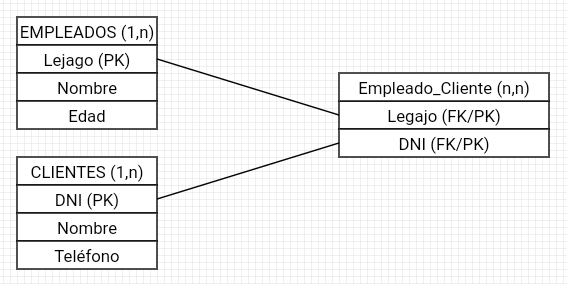 EMPLEADOS (1,n)
Lejago (PK)
Nombre
Edad
CLIENTES (1,n)
DNI (PK)
Nombre
Teléfono
Empleado_Cliente (n,n)
Legajo (FK/PK)
DNI (FK/PK)